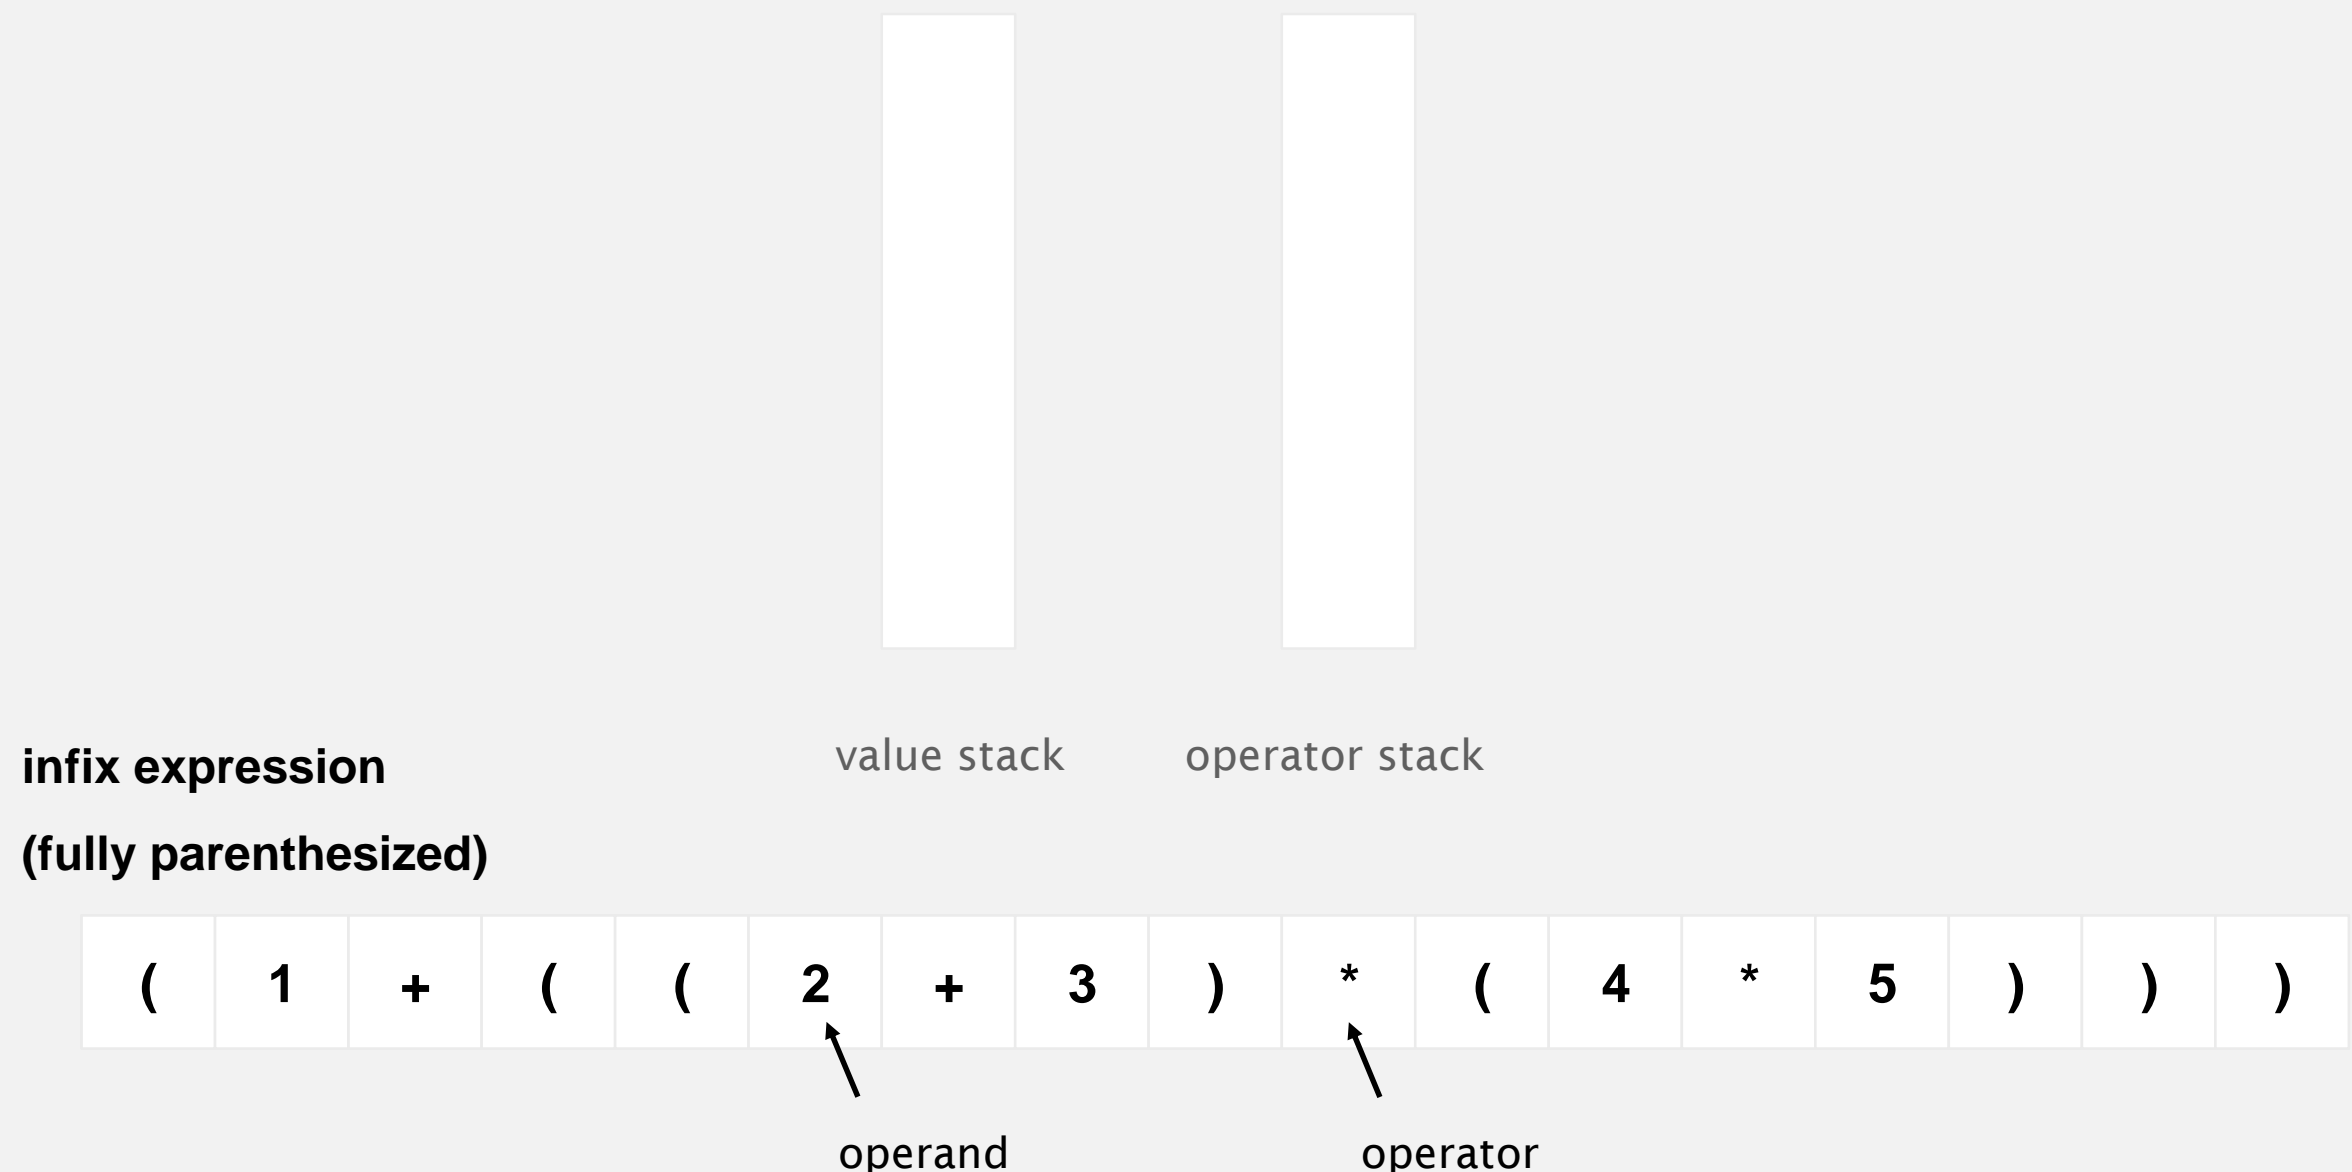 value stack operator stack
infix expression
(fully parenthesized)
( 1 + ( ( 2 + 3 ) * ( 4 * 5 ) ) )
operand operator